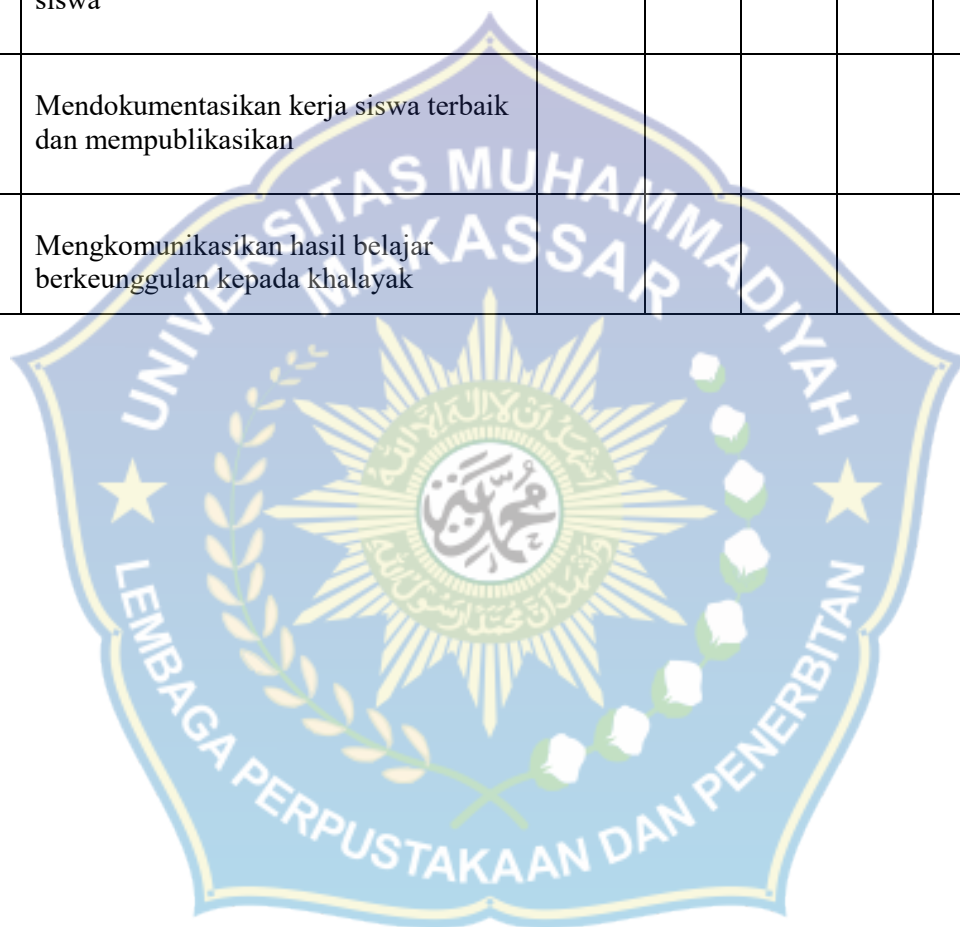 siswa
Mendokumentasikan kerja siswa terbaik
dan mempublikasikan
Mengkomunikasikan hasil belajar
berkeunggulan kepada khalayak
UNIVERSITAS MUHAMMADIYAH
MAKASSAR
LEMBAGA PERPUSTAKAAN DAN PENERBITAN